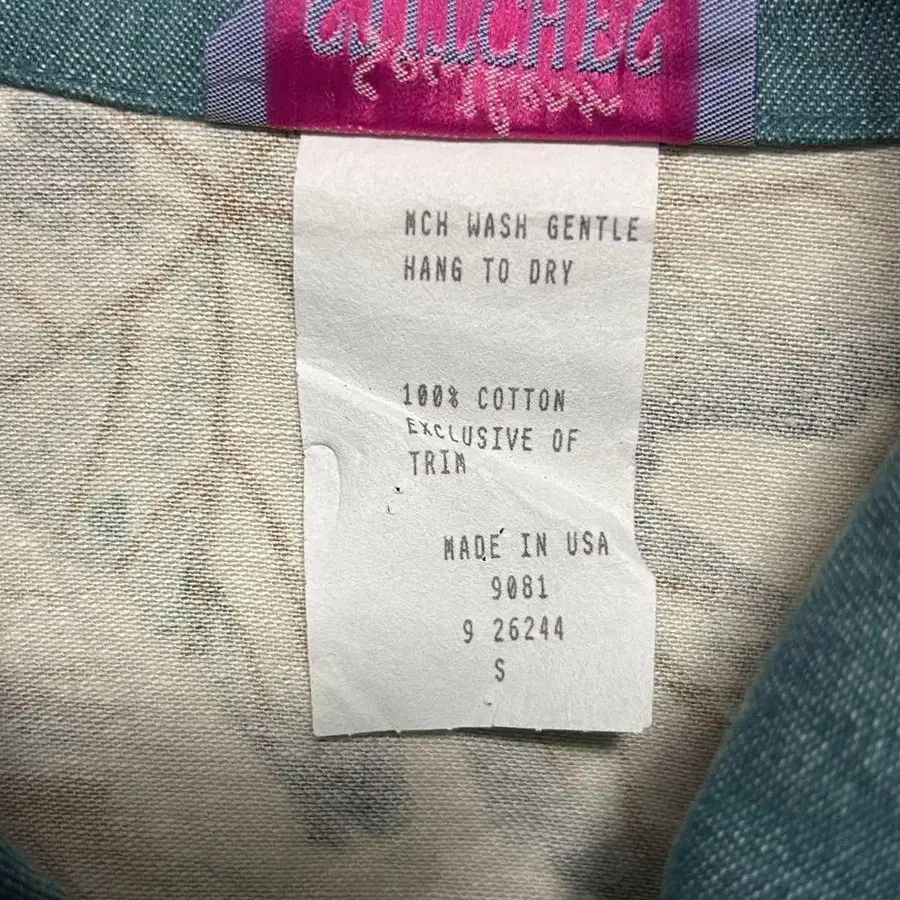 MCH WASH GENTLE
HANG TO DRY
100% COTTON
EXCLUSIVE OF
TRIM
MADE IN USA
9081
9 26244
S